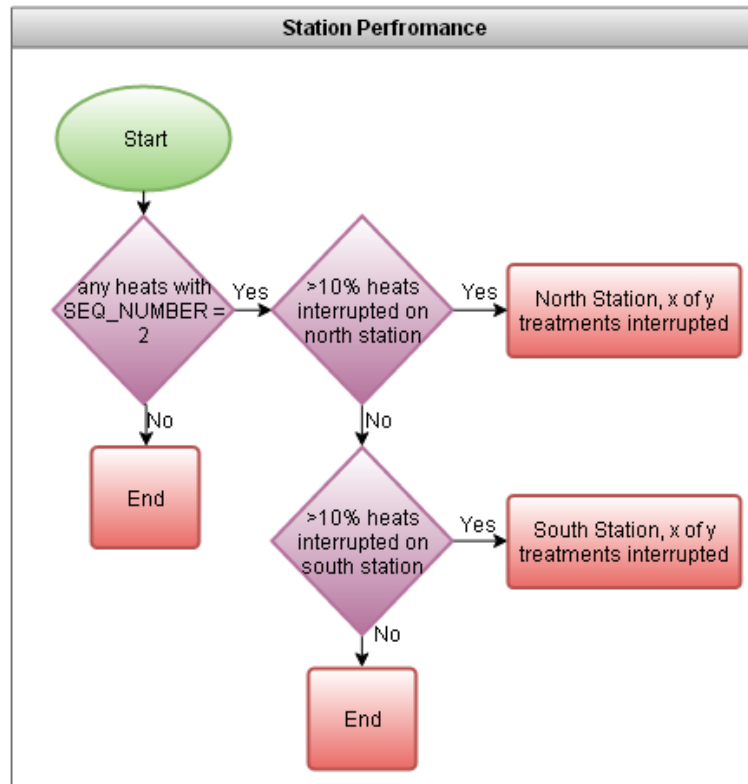 Station Perfromance
Start
any heats with
SEQ_NUMBER =
2
Yes
>10% heats
interrupted on
north station
Yes
North Station, x of y
treatments interrupted
No
No
End
>10% heats
interrupted on
south station
Yes
South Station, x of y
treatments interrupted
No
End